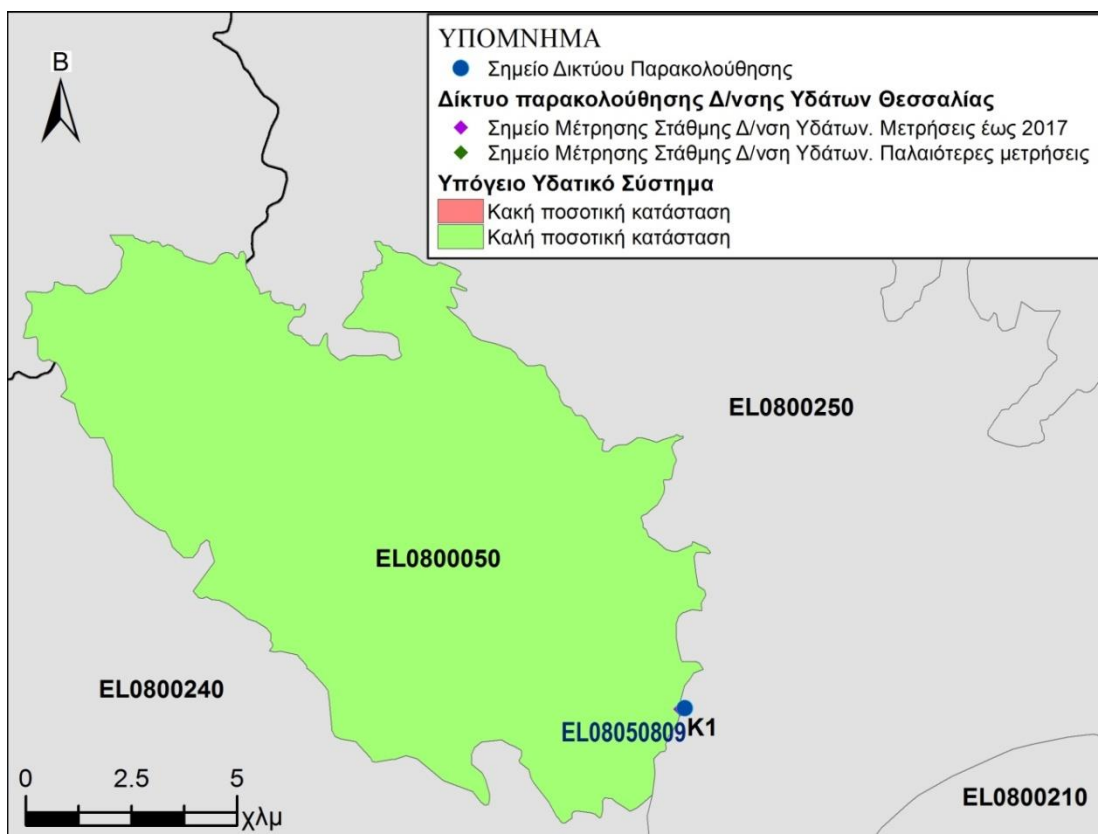 ΥΠΟΜΝΗΜΑ
Σημείο Δικτύου Παρακολούθησης
Δίκτυο παρακολούθησης Δ/νσης Υδάτων Θεσσαλίας
Σημείο Μέτρησης Στάθμης Δ/νση Υδάτων. Μετρήσεις έως 2017
Σημείο Μέτρησης Στάθμης Δ/νση Υδάτων. Παλαιότερες μετρήσεις
Υπόγειο Υδατικό Σύστημα
Κακή ποσοτική κατάσταση
Καλή ποσοτική κατάσταση
Β
EL0800250
EL0800050
EL0800240
EL08050809 K1
EL0800210
0 2.5 5
χλμ